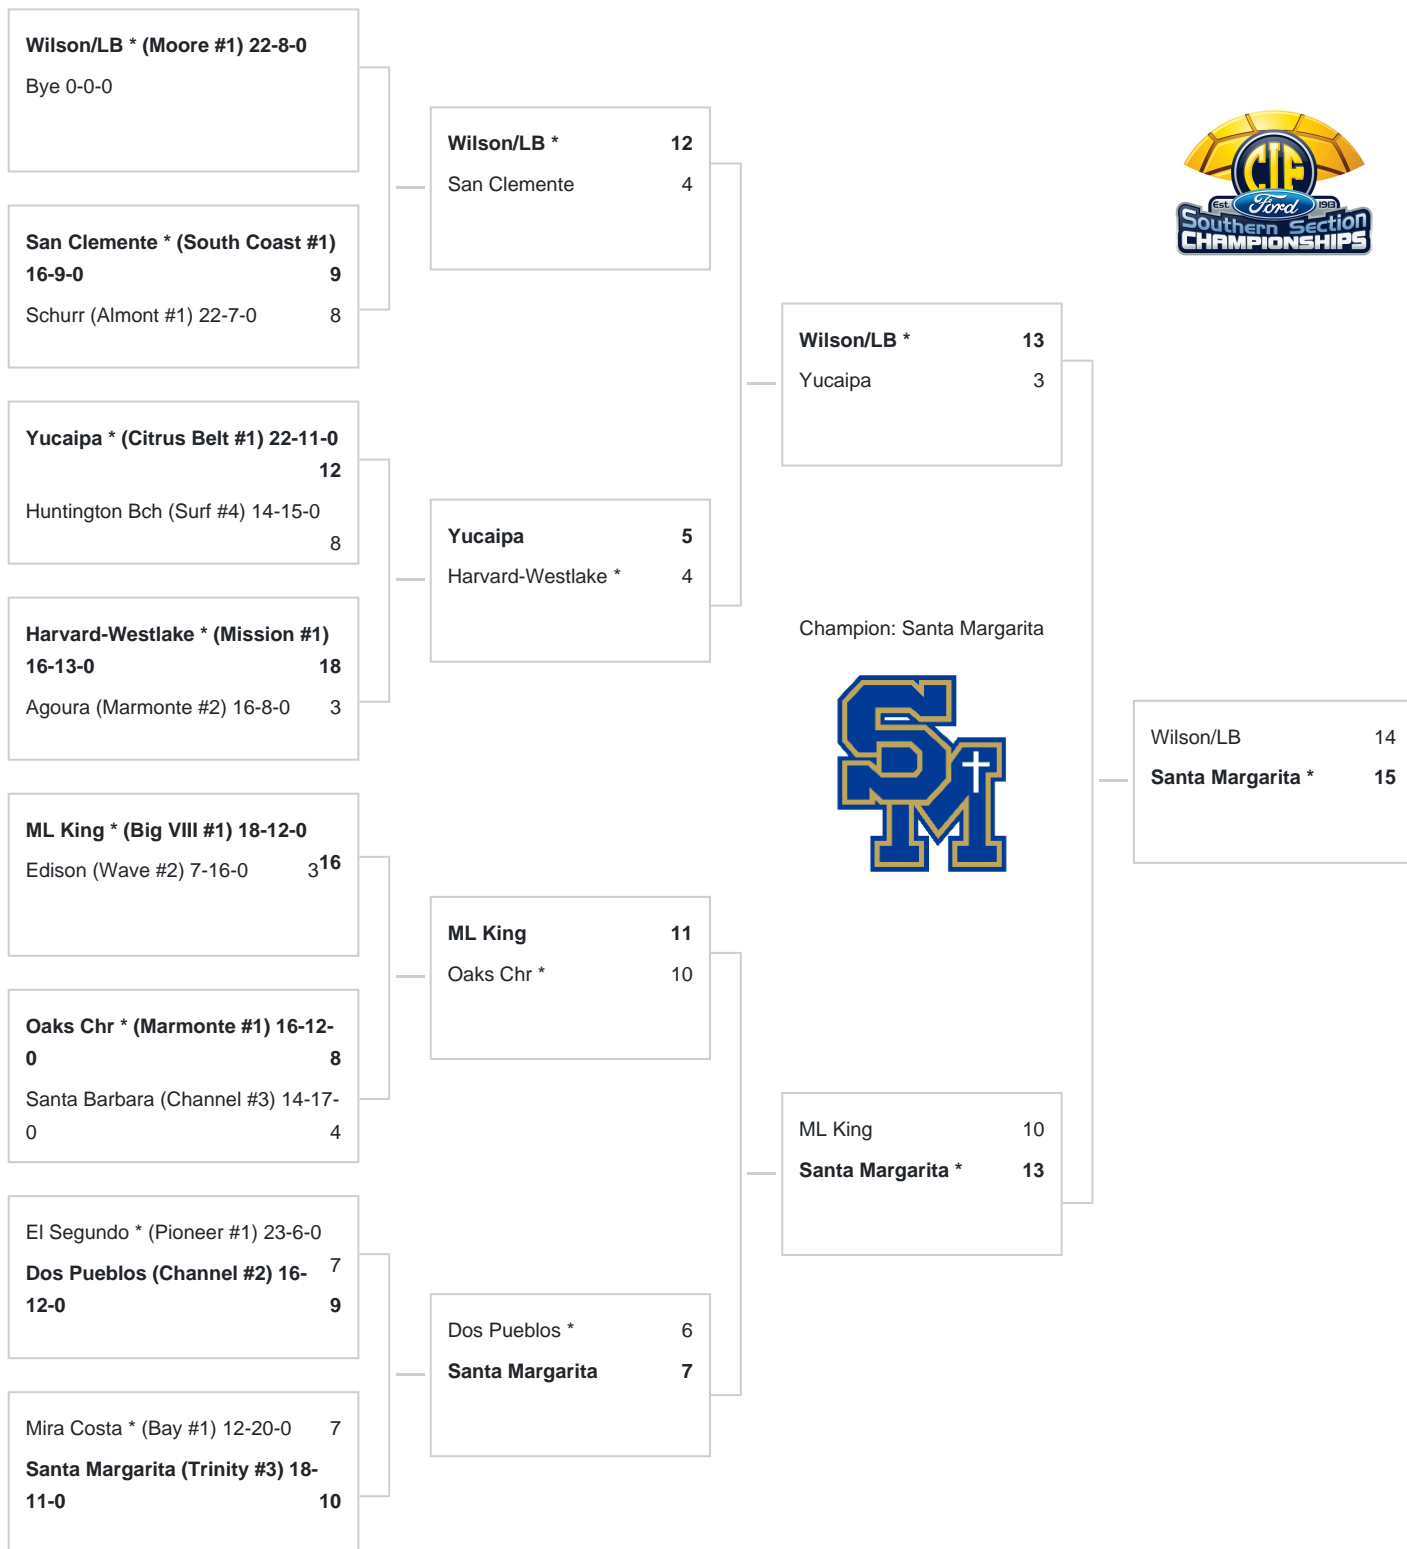 Wilson/LB * (Moore #1) 22-8-0
Bye 0-0-0
San Clemente * (South Coast #1)
16-9-0 9
Schurr (Almont #1) 22-7-0 8
Yucaipa * (Citrus Belt #1) 22-11-0
12
Huntington Bch (Surf #4) 14-15-0
8
Harvard-Westlake * (Mission #1)
16-13-0 18
Agoura (Marmonte #2) 16-8-0 3
ML King * (Big VIII #1) 18-12-0
16
Edison (Wave #2) 7-16-0 3
Oaks Chr * (Marmonte #1) 16-12-
0 8
Santa Barbara (Channel #3) 14-17-
0 4
El Segundo * (Pioneer #1) 23-6-0
7
Dos Pueblos (Channel #2) 16-
12-0 9
Mira Costa * (Bay #1) 12-20-0 7
Santa Margarita (Trinity #3) 18-
11-0 10
Wilson/LB * 12
San Clemente 4
Yucaipa 5
Harvard-Westlake * 4
ML King 11
Oaks Chr * 10
Dos Pueblos * 6
Santa Margarita 7
Wilson/LB * 13
Yucaipa 3
Champion: Santa Margarita
SM
ML King 10
Santa Margarita * 13
CIF
Est. Ford 1913
Southern Section
CHAMPIONSHIPS
Wilson/LB 14
Santa Margarita * 15